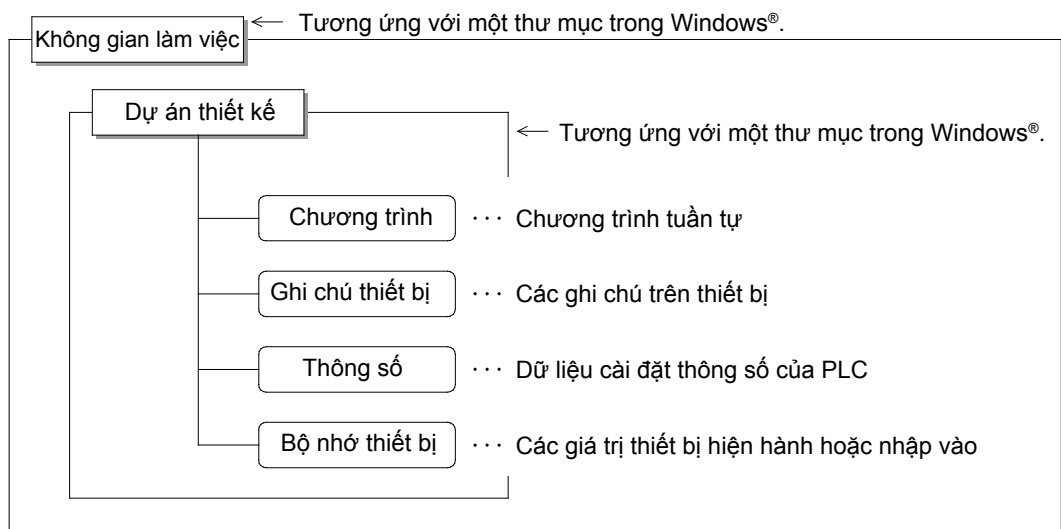 Không gian làm việc
← Tương ứng với một thư mục trong Windows®.
Dự án thiết kế
← Tương ứng với một thư mục trong Windows®.
Chương trình ··· Chương trình tuần tự
Ghi chú thiết bị ··· Các ghi chú trên thiết bị
Thông số ··· Dữ liệu cài đặt thông số của PLC
Bộ nhớ thiết bị ··· Các giá trị thiết bị hiện hành hoặc nhập vào